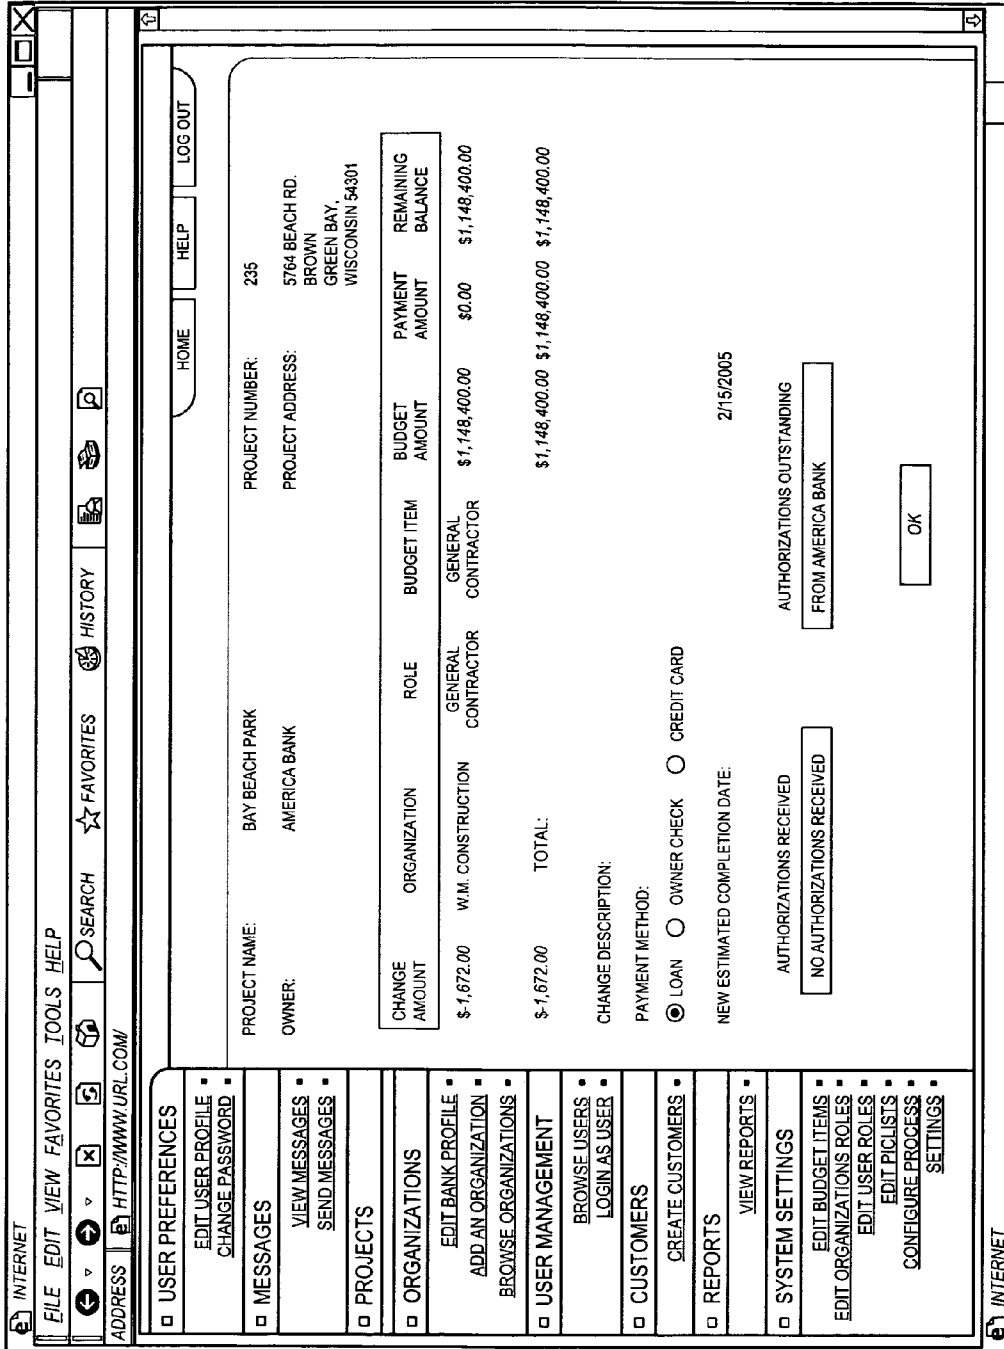 INTERNET
FILE EDIT VIEW FAVORITES TOOLS HELP
SEARCH FAVORITES HISTORY
ADDRESS HTTP://WWW.URL.COM/
HOME HELP LOG OUT
USER PREFERENCES
EDIT USER PROFILE
CHANGE PASSWORD
MESSAGES
VIEW MESSAGES
SEND MESSAGES
PROJECTS
ORGANIZATIONS
EDIT BANK PROFILE
ADD AN ORGANIZATION
BROWSE ORGANIZATIONS
USER MANAGEMENT
BROWSE USERS
LOGIN AS USER
CUSTOMERS
CREATE CUSTOMERS
REPORTS
VIEW REPORTS
SYSTEM SETTINGS
EDIT BUDGET ITEMS
EDIT ORGANIZATIONS ROLES
EDIT USER ROLES
EDIT PICLISTS
CONFIGURE PROCESS
SETTINGS
PROJECT NAME: BAY BEACH PARK PROJECT NUMBER: 235
OWNER: AMERICA BANK PROJECT ADDRESS: 5764 BEACH RD.
BROWN
GREEN BAY,
WISCONSIN 54301
CHANGE ORGANIZATION ROLE BUDGET ITEM BUDGET PAYMENT REMAINING
AMOUNT AMOUNT AMOUNT BALANCE
$-1,672.00 W.M. CONSTRUCTION GENERAL GENERAL $1,148,400.00 $0.00 $1,148,400.00
CONTRACTOR CONTRACTOR
$-1,672.00 TOTAL: $1,148,400.00 $1,148,400.00 $1,148,400.00
CHANGE DESCRIPTION:
PAYMENT METHOD:
LOAN OWNER CHECK CREDIT CARD
NEW ESTIMATED COMPLETION DATE: 2/15/2005
AUTHORIZATIONS RECEIVED AUTHORIZATIONS OUTSTANDING
NO AUTHORIZATIONS RECEIVED FROM AMERICA BANK
OK
INTERNET